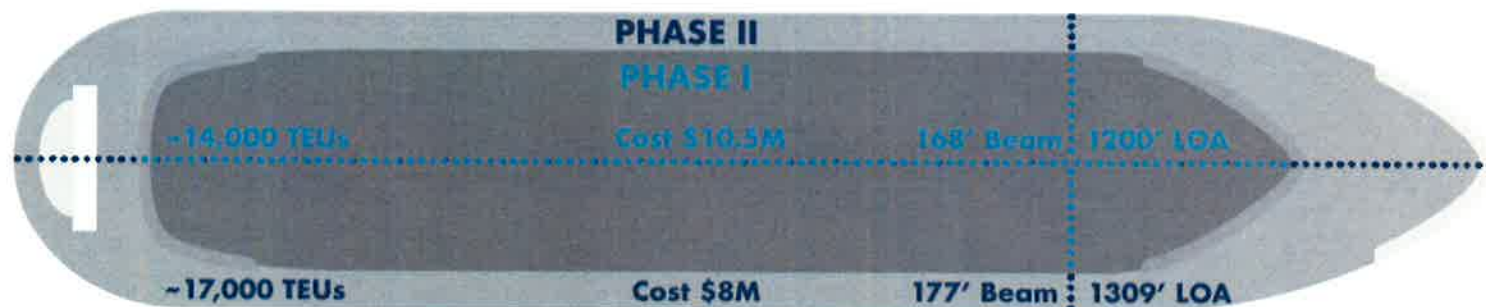 PHASE II
PHASE I
~14,000 TEUs Cost $10.5M 168' Beam 1200' LOA
~17,000 TEUs Cost $8M 177' Beam 1309' LOA